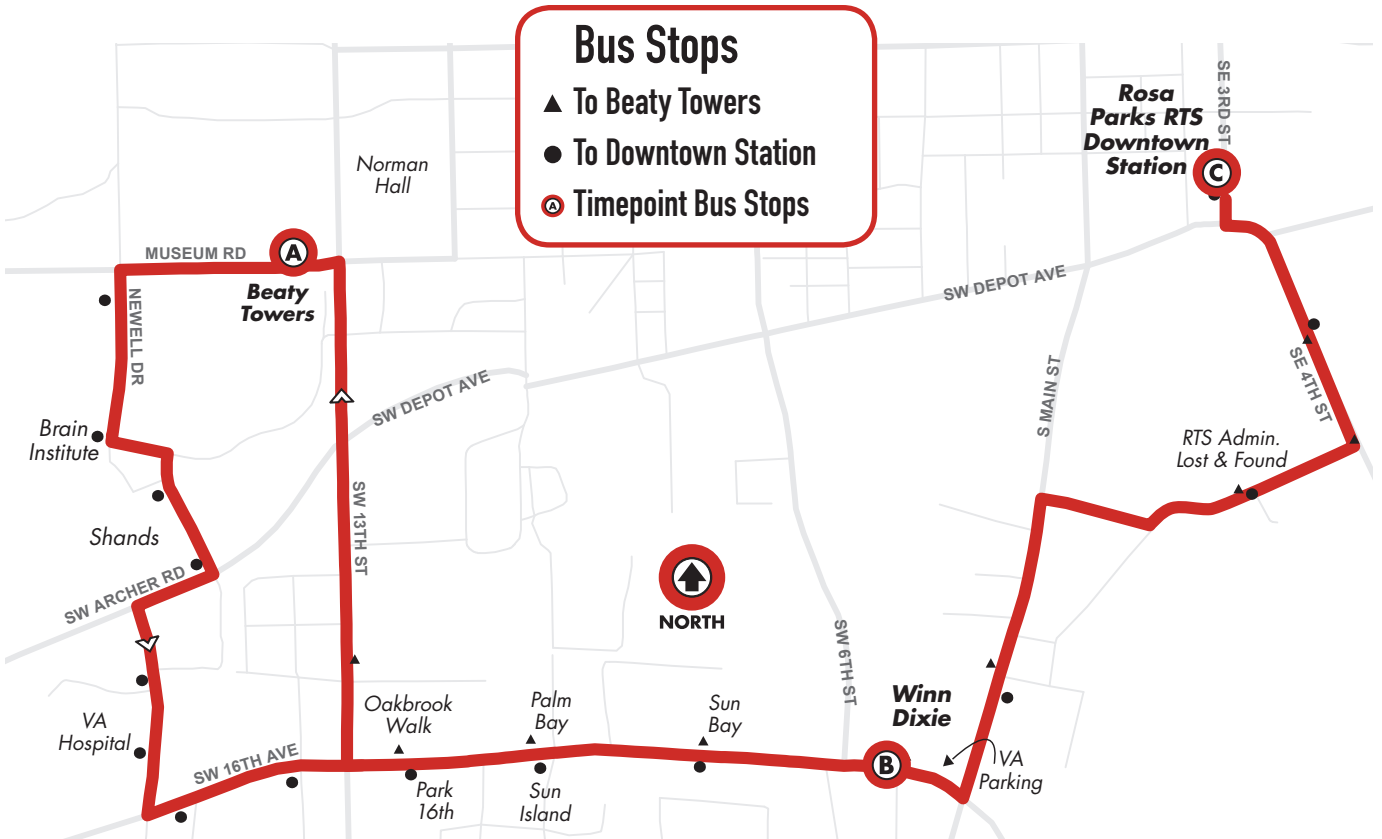 Bus Stops
To Beaty Towers
To Downtown Station
A Timepoint Bus Stops
SE 3RD ST
Rosa
Parks RTS
Downtown
Station
C
Norman
Hall
MUSEUM RD
A
Beaty
Towers
NEWELL DR
SW DEPOT AVE
SW DEPOT AVE
S MAIN ST
SE 4TH ST
Brain
Institute
RTS Admin.
Lost & Found
SW 13TH ST
Shands
SW ARCHER RD
NORTH
SW 6TH ST
VA
Hospital
SW 16TH AVE
Oakbrook
Walk
Park
16th
Palm
Bay
Sun
Island
Sun
Bay
Winn
Dixie
B
VA
Parking